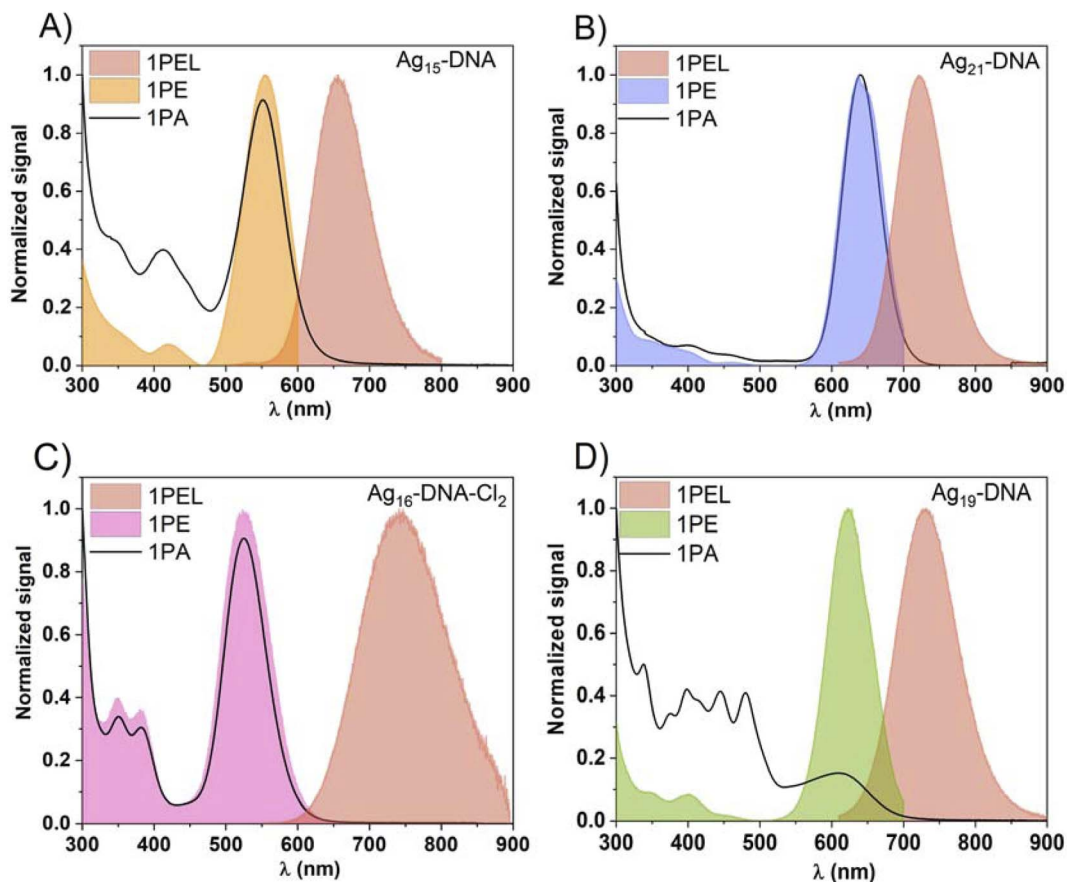 A)
1PEL
1PE
1PA
Ag₁₅-DNA
Normalized signal
1.0
0.8
0.6
0.4
0.2
0.0
300 400 500 600 700 800 900
λ (nm)
B)
1PEL
1PE
1PA
Ag₂₁-DNA
Normalized signal
1.0
0.8
0.6
0.4
0.2
0.0
300 400 500 600 700 800 900
λ (nm)
C)
1PEL
1PE
1PA
Ag₁₆-DNA-Cl₂
Normalized signal
1.0
0.8
0.6
0.4
0.2
0.0
300 400 500 600 700 800 900
λ (nm)
D)
1PEL
1PE
1PA
Ag₁₉-DNA
Normalized signal
1.0
0.8
0.6
0.4
0.2
0.0
300 400 500 600 700 800 900
λ (nm)